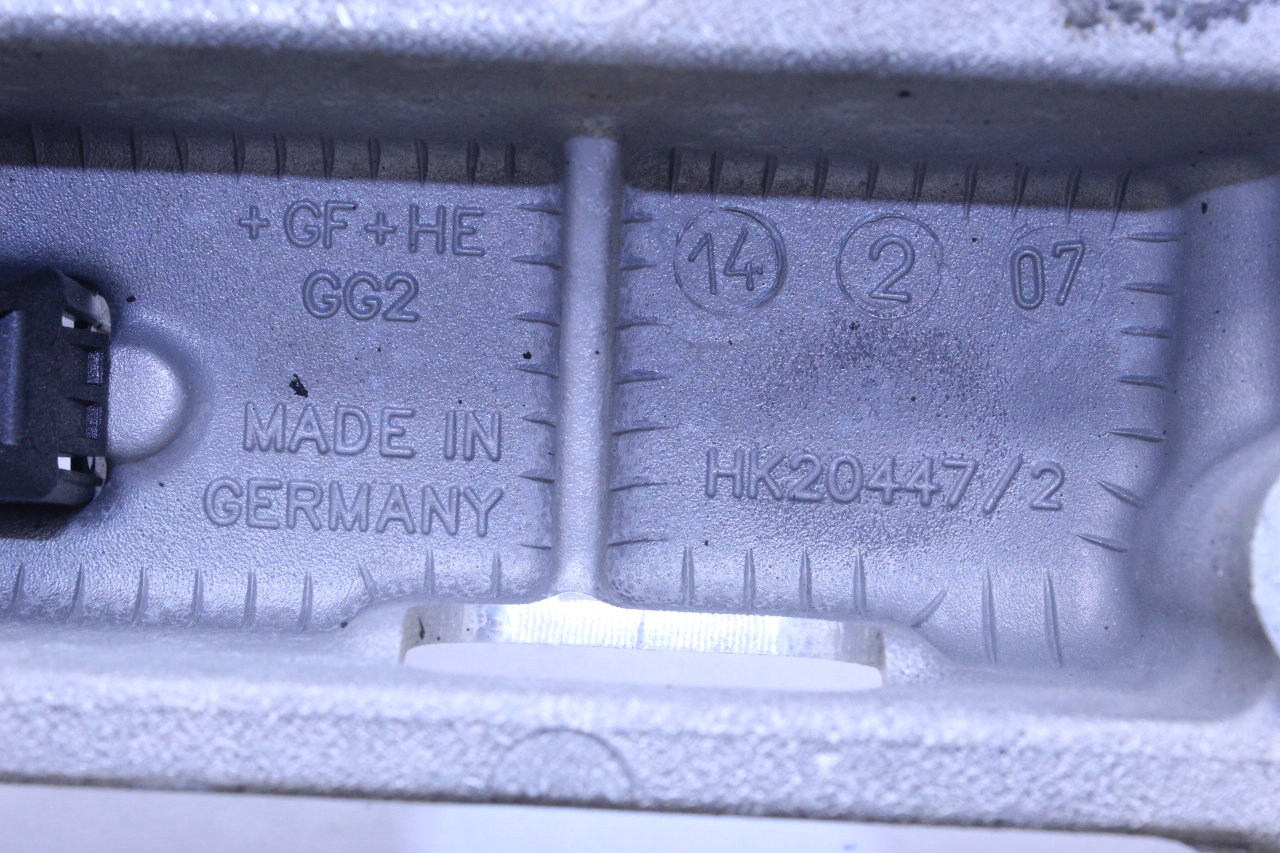 +GF+HE
GG2
MADE IN
GERMANY
14 2 07
HK20447/2